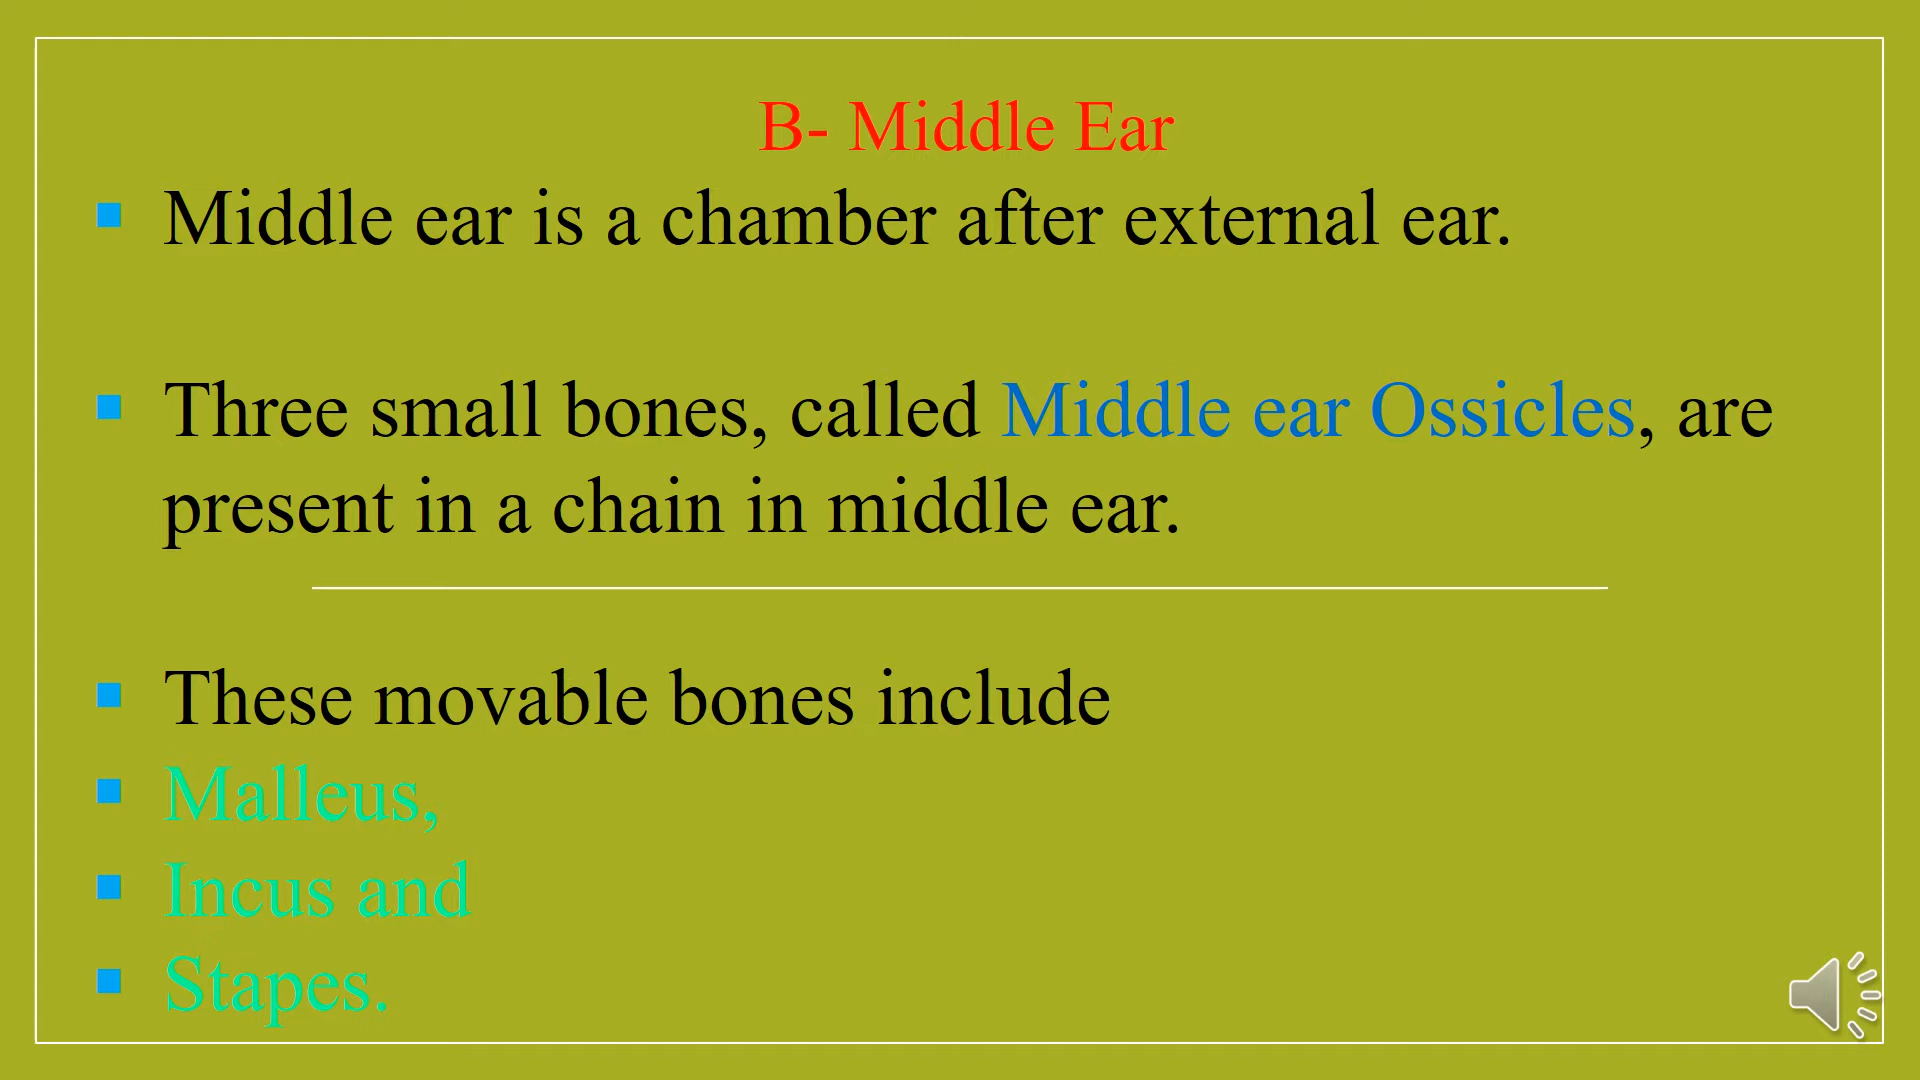 B- Middle Ear
Middle ear is a chamber after external ear.
Three small bones, called Middle ear Ossicles, are
present in a chain in middle ear.
These movable bones include
Malleus,
Incus and
Stapes.